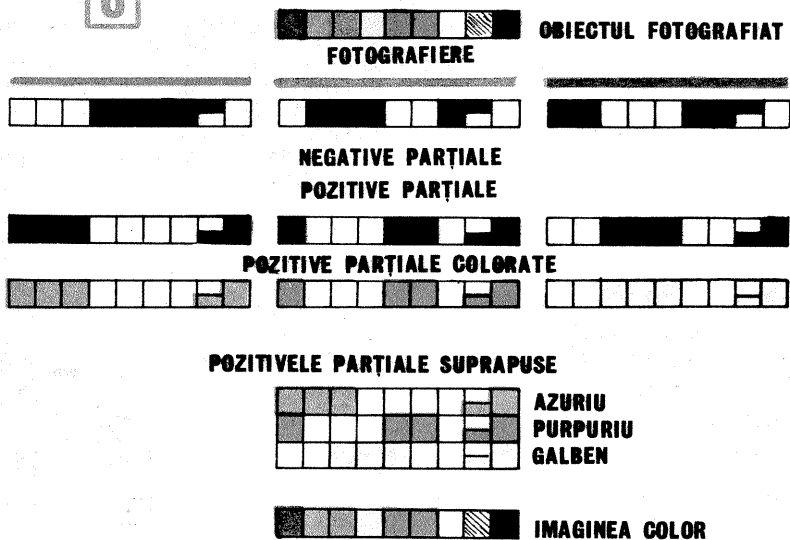 OBIECTUL FOTOGRAFIAT
FOTOGRAFIERE
NEGATIVE PARȚIALE
POZITIVE PARȚIALE
POZITIVE PARȚIALE COLORATE
POZITIVELE PARȚIALE SUPRAPUSE
AZURIU
PURPURIU
GALBEN
IMAGINEA COLOR